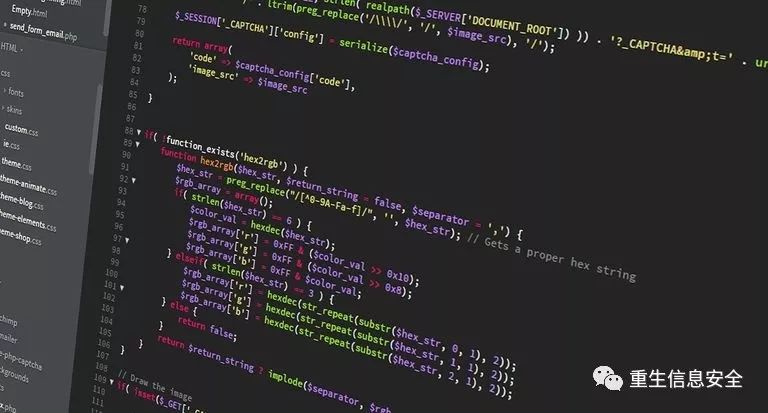 Empty.html
send_form_email.php
HTML
css
fonts
skins
custom.css
ie.css
theme.css
theme-animate.css
theme-blog.css
theme-elements.css
theme-shop.css
mailer
php-captcha
78
79 . ltrim(preg_replace('/\\\\/', '/', $image_src), '/');
80 $_SESSION['_CAPTCHA']['config'] = serialize($captcha_config);
81
82 return array(
83 'code' => $captcha_config['code'],
84 'image_src' => $image_src
85 );
86 }
87
88 if( !function_exists('hex2rgb') ) {
89 function hex2rgb($hex_str, $return_string = false, $separator = ',') {
90 $hex_str = preg_replace("/[^0-9A-Fa-f]/", '', $hex_str); // Gets a proper hex string
91 $rgb_array = array();
92 if( strlen($hex_str) == 6 ) {
93 $color_val = hexdec($hex_str);
94 $rgb_array['r'] = 0xFF & ($color_val >> 0x10);
95 $rgb_array['g'] = 0xFF & ($color_val >> 0x8);
96 $rgb_array['b'] = 0xFF & $color_val;
97 } elseif( strlen($hex_str) == 3 ) {
98 $rgb_array['r'] = hexdec(str_repeat(substr($hex_str, 0, 1), 2));
99 $rgb_array['g'] = hexdec(str_repeat(substr($hex_str, 1, 1), 2));
100 $rgb_array['b'] = hexdec(str_repeat(substr($hex_str, 2, 1), 2));
101 } else {
102 return false;
103 }
104 return $return_string ? implode($separator,
105 }
106 }
107
108 // Draw the image
109 if( isset($_GET['
110
111
重生信息安全